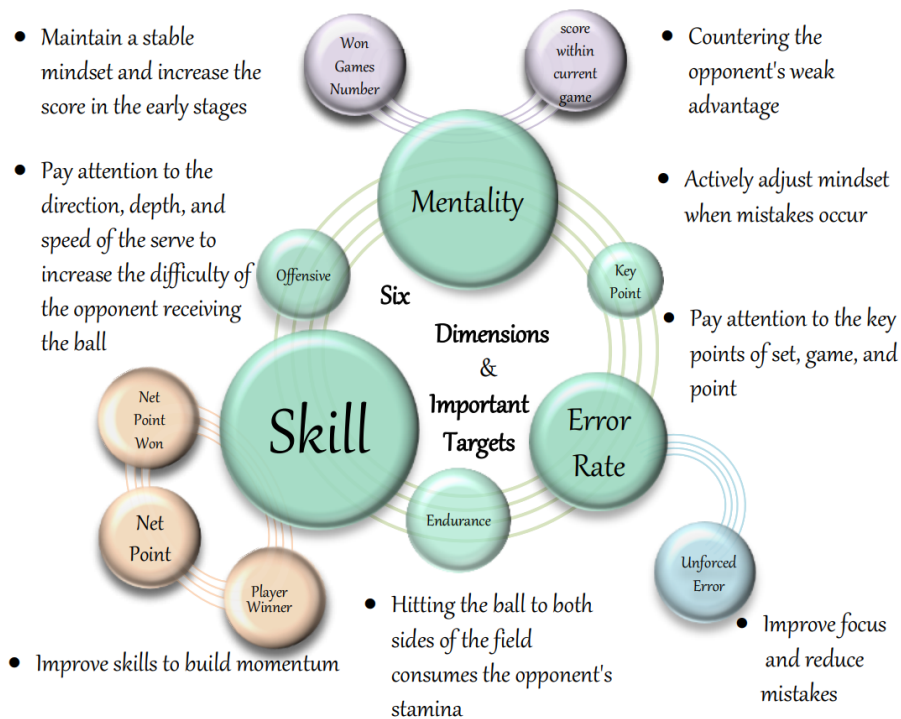 • Maintain a stable
mindset and increase the
score in the early stages
Won
Games
Number
score
within
current
game
• Countering the
opponent's weak
advantage
• Pay attention to the
direction, depth, and
speed of the serve to
increase the difficulty of
the opponent receiving
the ball
Mentality
• Actively adjust mindset
when mistakes occur
Offensive
Key
Point
Six
Dimensions
&
Important
Targets
• Pay attention to the key
points of set, game, and
point
Net
Point
Won
Skill
Error
Rate
Net
Point
Endurance
Unforced
Error
Player
Winner
• Hitting the ball to both
sides of the field
consumes the opponent's
stamina
• Improve focus
and reduce
mistakes
• Improve skills to build momentum